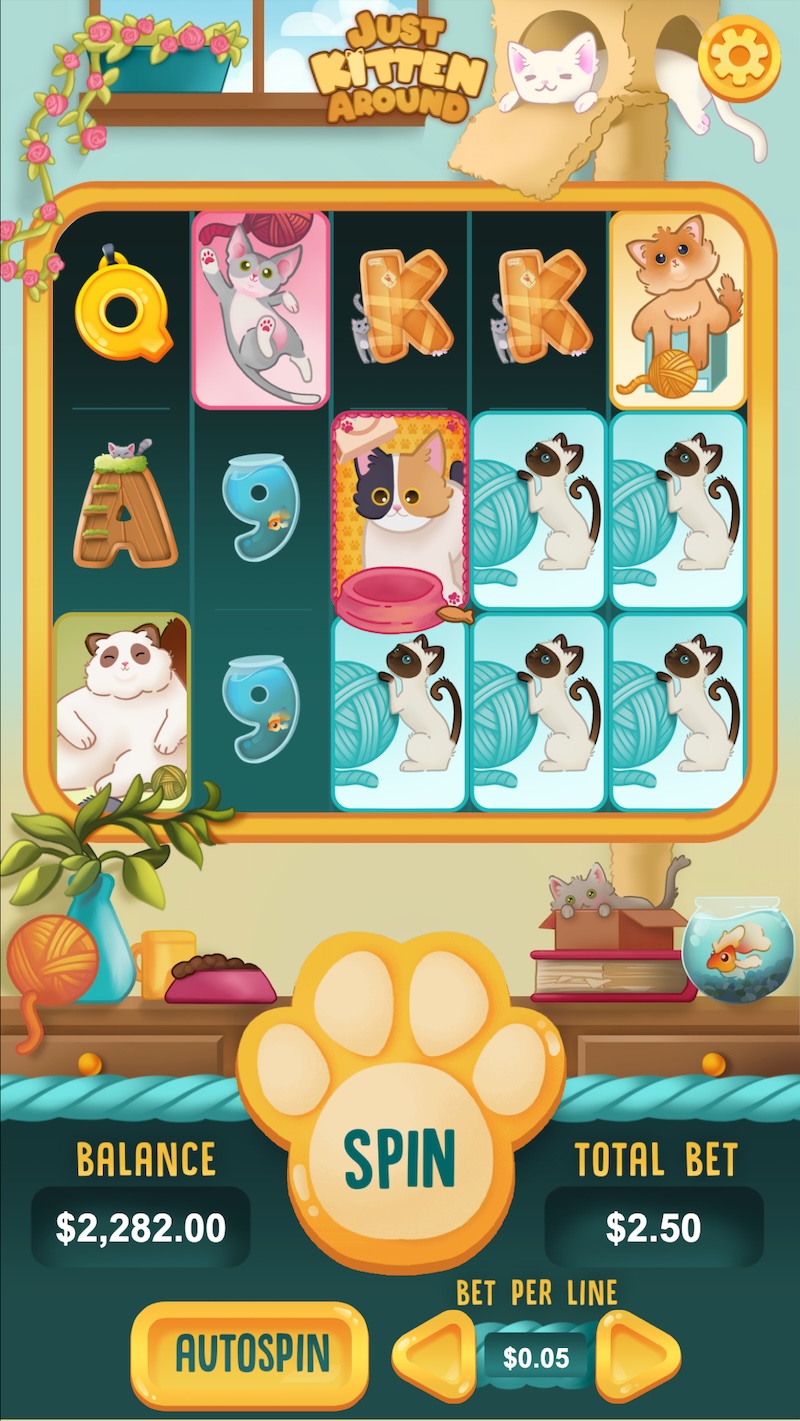 JUST
KITTEN
AROUND
Q
K
K
A
9
9
SPIN
BALANCE
TOTAL BET
$2,282.00
$2.50
BET PER LINE
AUTOSPIN
$0.05